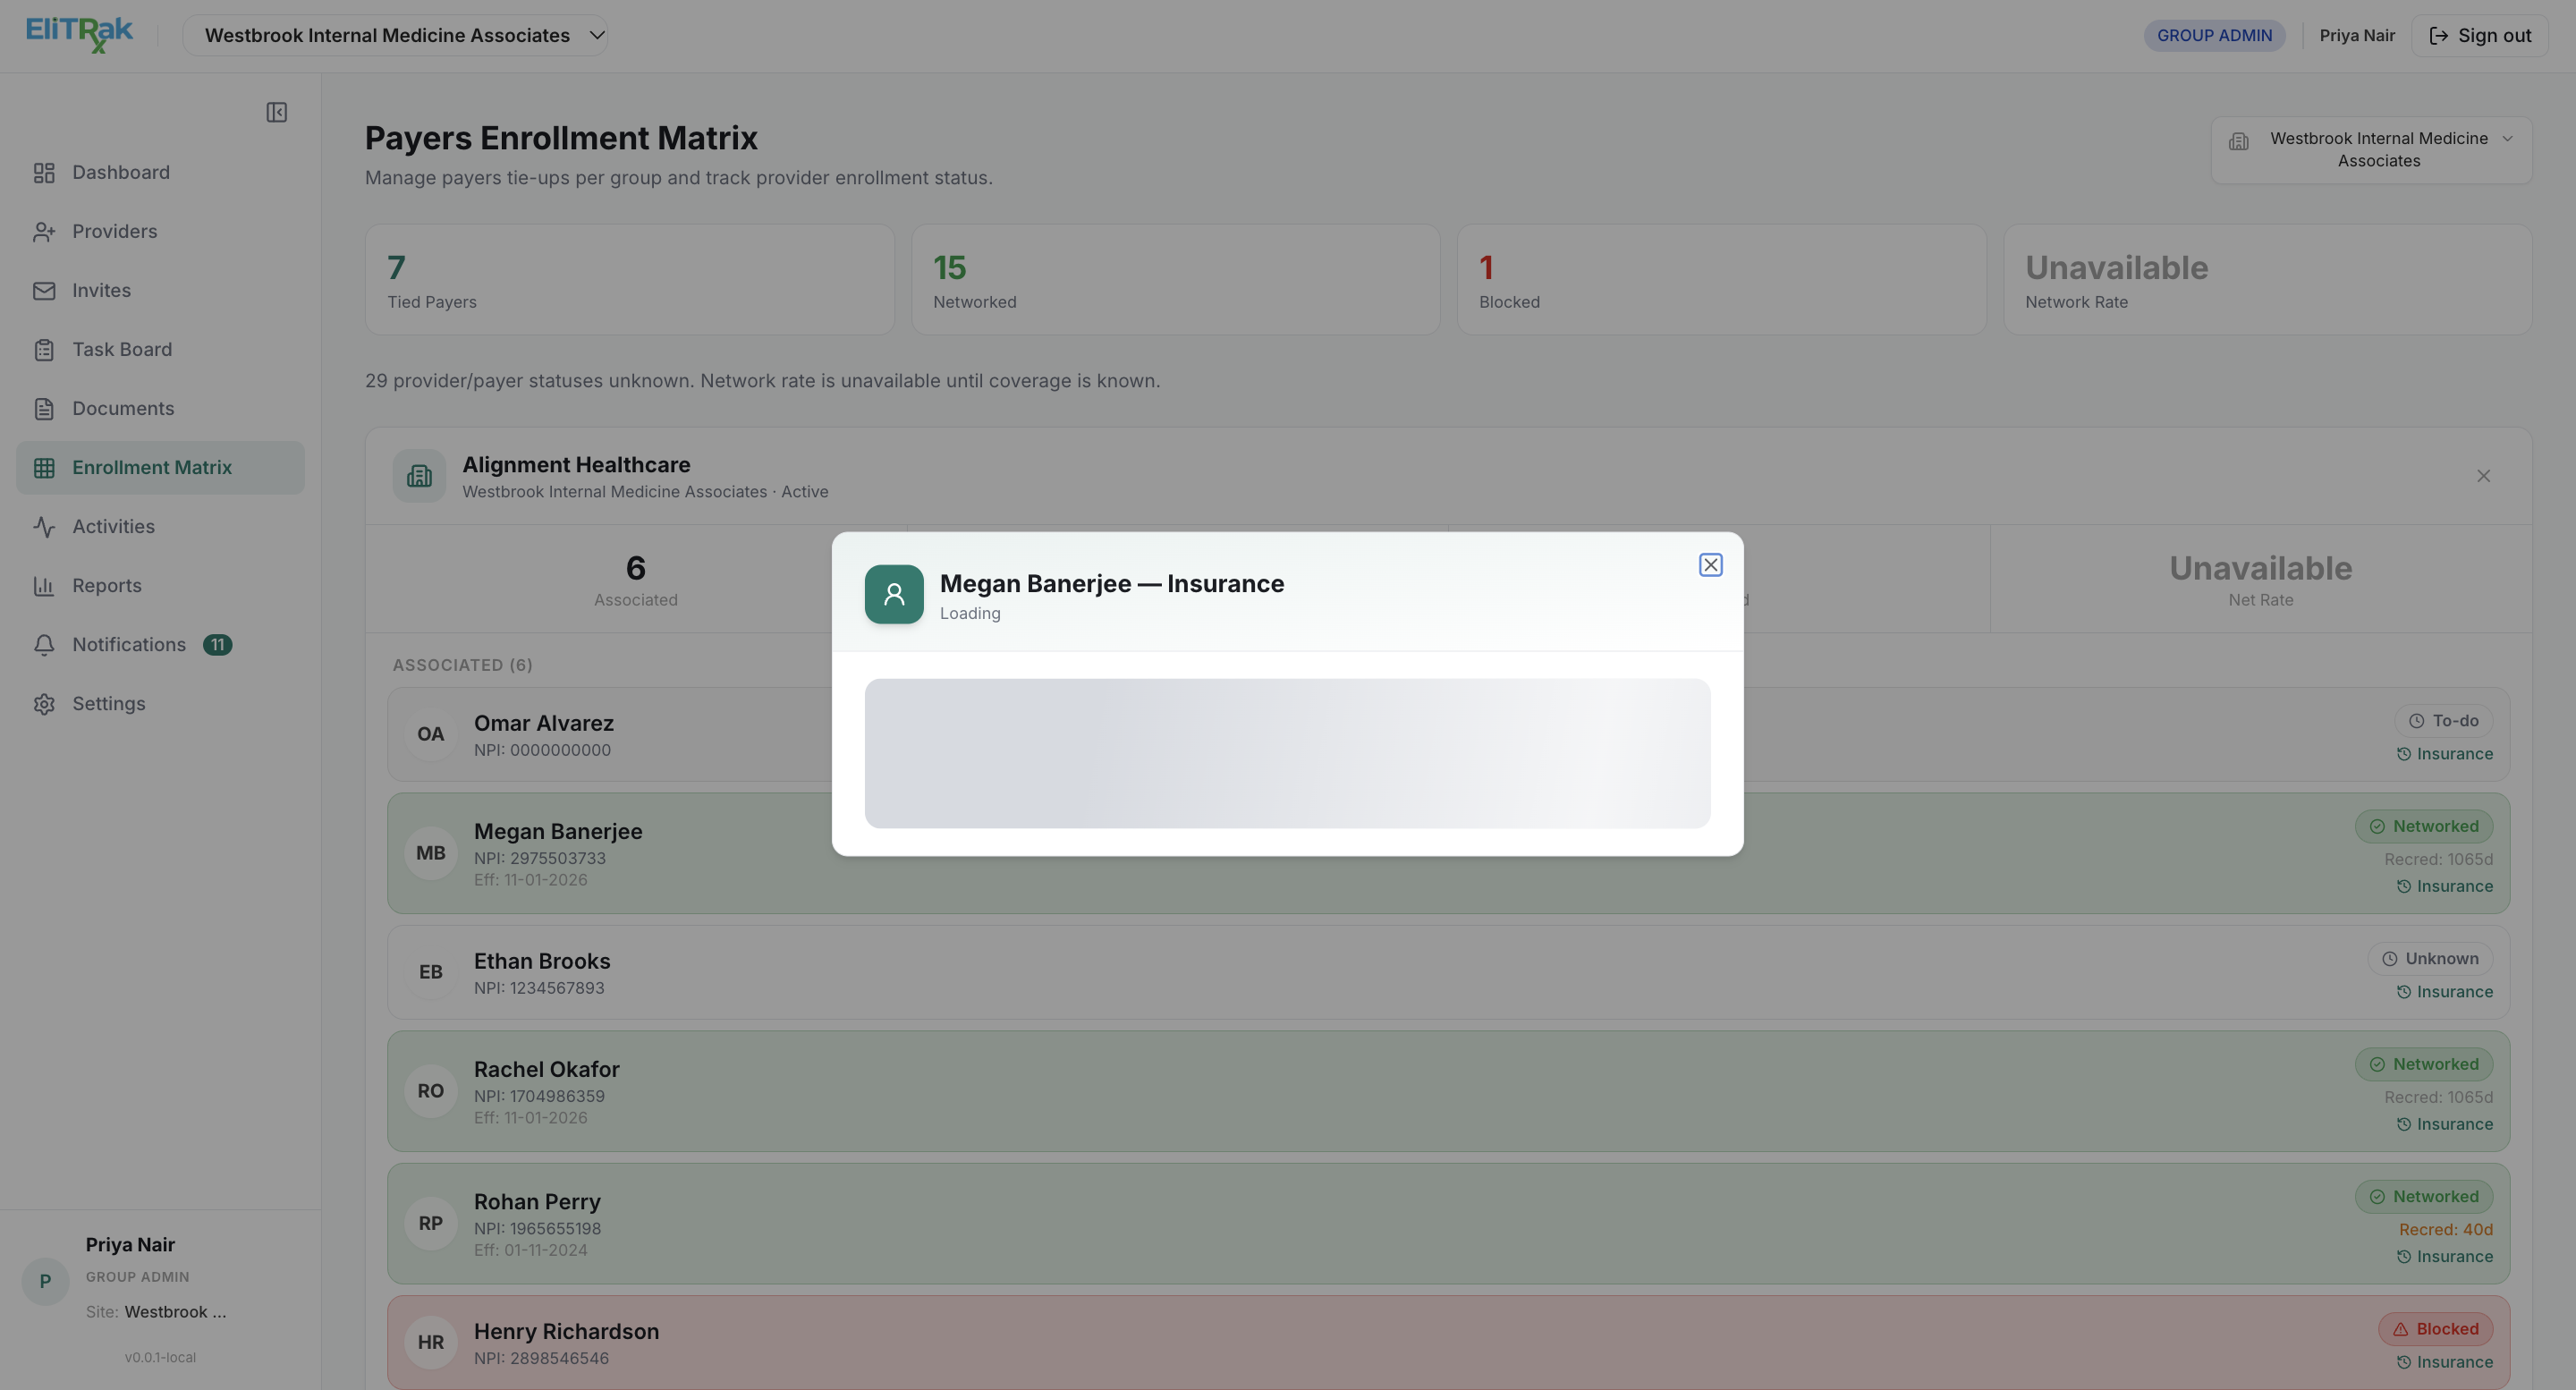 EliTRak
x
Westbrook Internal Medicine Associates
GROUP ADMIN
Priya Nair
Sign out
Dashboard
Providers
Invites
Task Board
Documents
Enrollment Matrix
Activities
Reports
Notifications 11
Settings
Priya Nair
P
GROUP ADMIN
Site: Westbrook ...
v0.0.1-local
Payers Enrollment Matrix
Manage payers tie-ups per group and track provider enrollment status.
Westbrook Internal Medicine
Associates
7
Tied Payers
15
Networked
1
Blocked
Unavailable
Network Rate
29 provider/payer statuses unknown. Network rate is unavailable until coverage is known.
Alignment Healthcare
Westbrook Internal Medicine Associates · Active
6
Associated
Unavailable
Net Rate
Megan Banerjee — Insurance
Loading
ASSOCIATED (6)
OA
Omar Alvarez
NPI: 0000000000
To-do
Insurance
MB
Megan Banerjee
NPI: 2975503733
Eff: 11-01-2026
Networked
Recred: 1065d
Insurance
EB
Ethan Brooks
NPI: 1234567893
Unknown
Insurance
RO
Rachel Okafor
NPI: 1704986359
Eff: 11-01-2026
Networked
Recred: 1065d
Insurance
RP
Rohan Perry
NPI: 1965655198
Eff: 01-11-2024
Networked
Recred: 40d
Insurance
HR
Henry Richardson
NPI: 2898546546
Blocked
Insurance